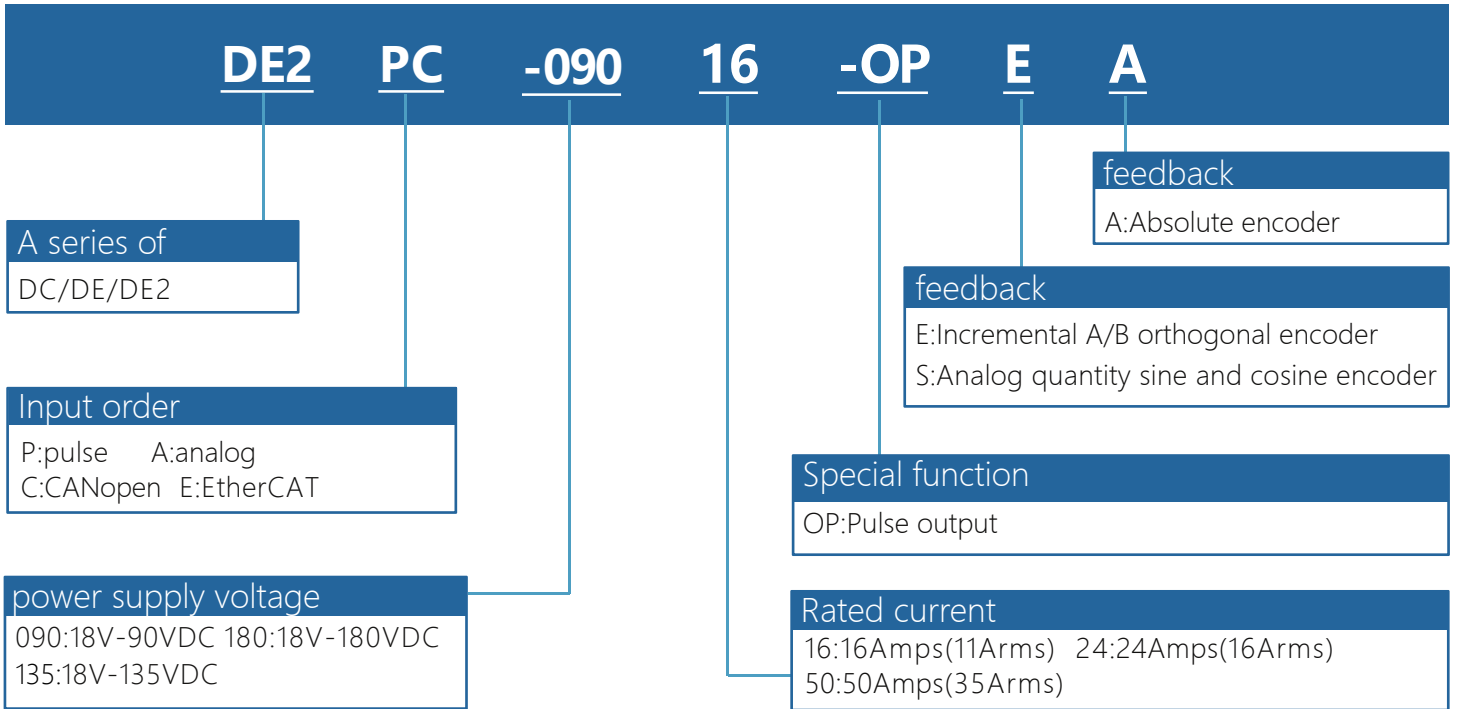 DE2 PC -090 16 -OP E A
feedback
A:Absolute encoder
A series of
DC/DE/DE2
feedback
E:Incremental A/B orthogonal encoder
S:Analog quantity sine and cosine encoder
Input order
P:pulse A:analog
C:CANopen E:EtherCAT
Special function
OP:Pulse output
power supply voltage
090:18V-90VDC 180:18V-180VDC
135:18V-135VDC
Rated current
16:16Amps(11Arms) 24:24Amps(16Arms)
50:50Amps(35Arms)